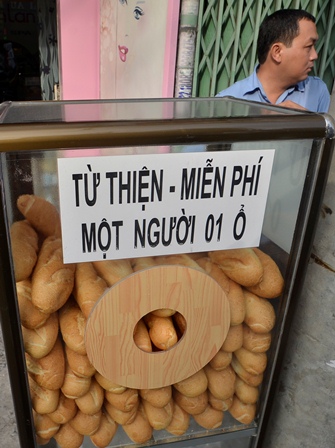 TỪ THIỆN - MIỄN PHÍ
MỘT NGƯỜI 01 Ổ